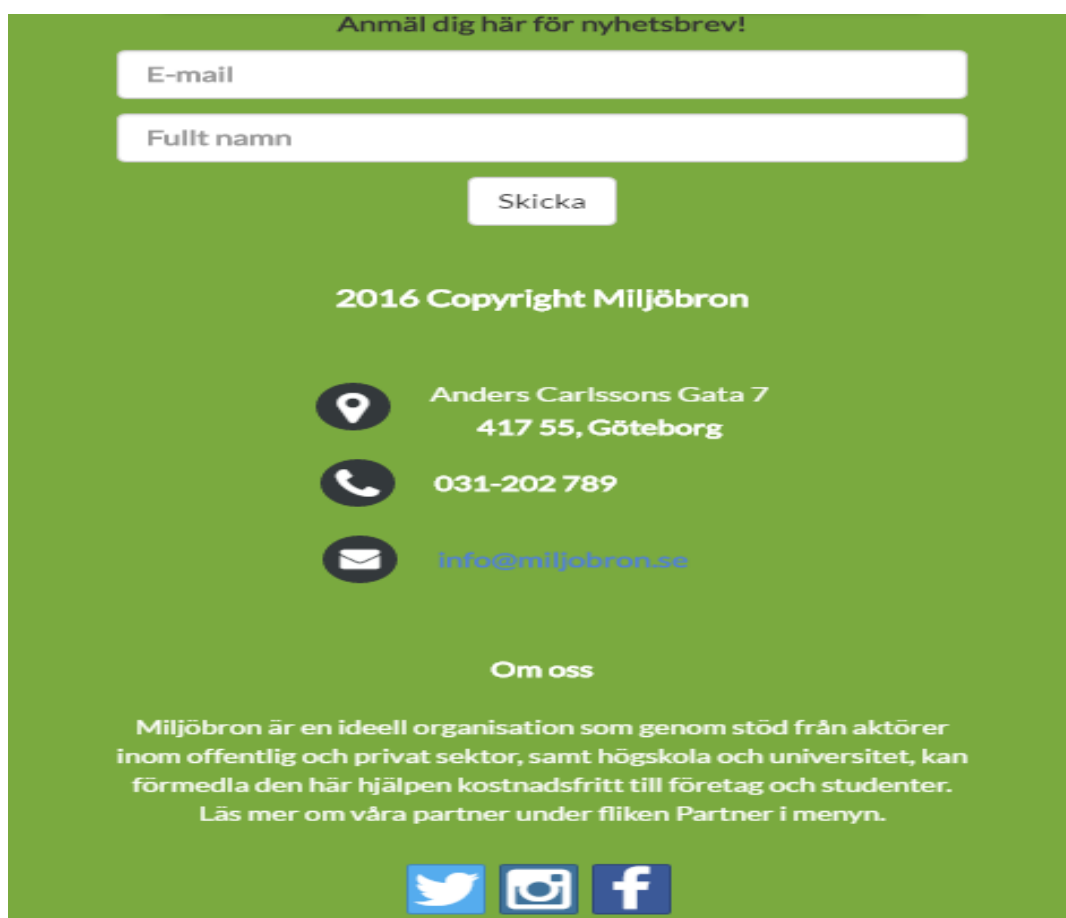 Anmäl dig här för nyhetsbrev!
E-mail
Fullt namn
Skicka
2016 Copyright Miljöbron
Anders Carlssons Gata 7
417 55, Göteborg
031-202 789
info@miljobron.se
Om oss
Miljöbron är en ideell organisation som genom stöd från aktörer
inom offentlig och privat sektor, samt högskola och universitet, kan
förmedla den här hjälpen kostnadsfritt till företag och studenter.
Läs mer om våra partner under fliken Partner i menyn.